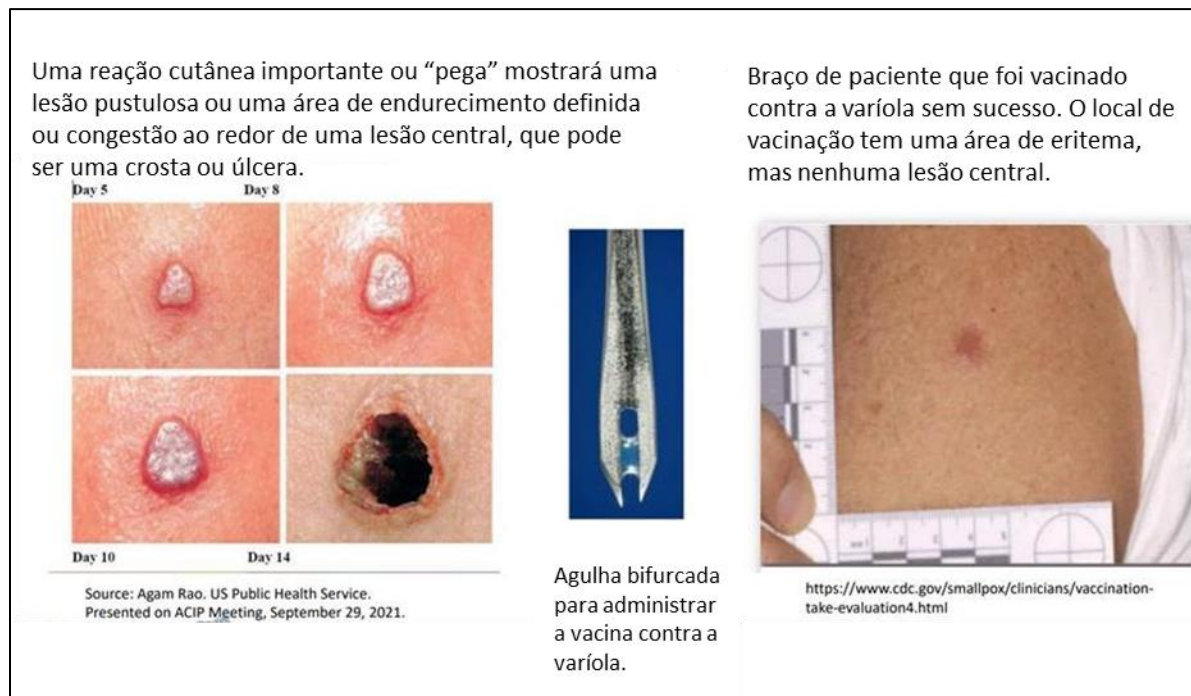 Uma reação cutânea importante ou “pega” mostrará uma
lesão pustulosa ou uma área de endurecimento definida
ou congestão ao redor de uma lesão central, que pode
ser uma crosta ou úlcera.
Day 5 Day 8
Day 10 Day 14
Source: Agam Rao. US Public Health Service.
Presented on ACIP Meeting, September 29, 2021.
Agulha bifurcada
para administrar
a vacina contra a
varíola.
Braço de paciente que foi vacinado
contra a varíola sem sucesso. O local de
vacinação tem uma área de eritema,
mas nenhuma lesão central.
https://www.cdc.gov/smallpox/clinicians/vaccination-
take-evaluation4.html